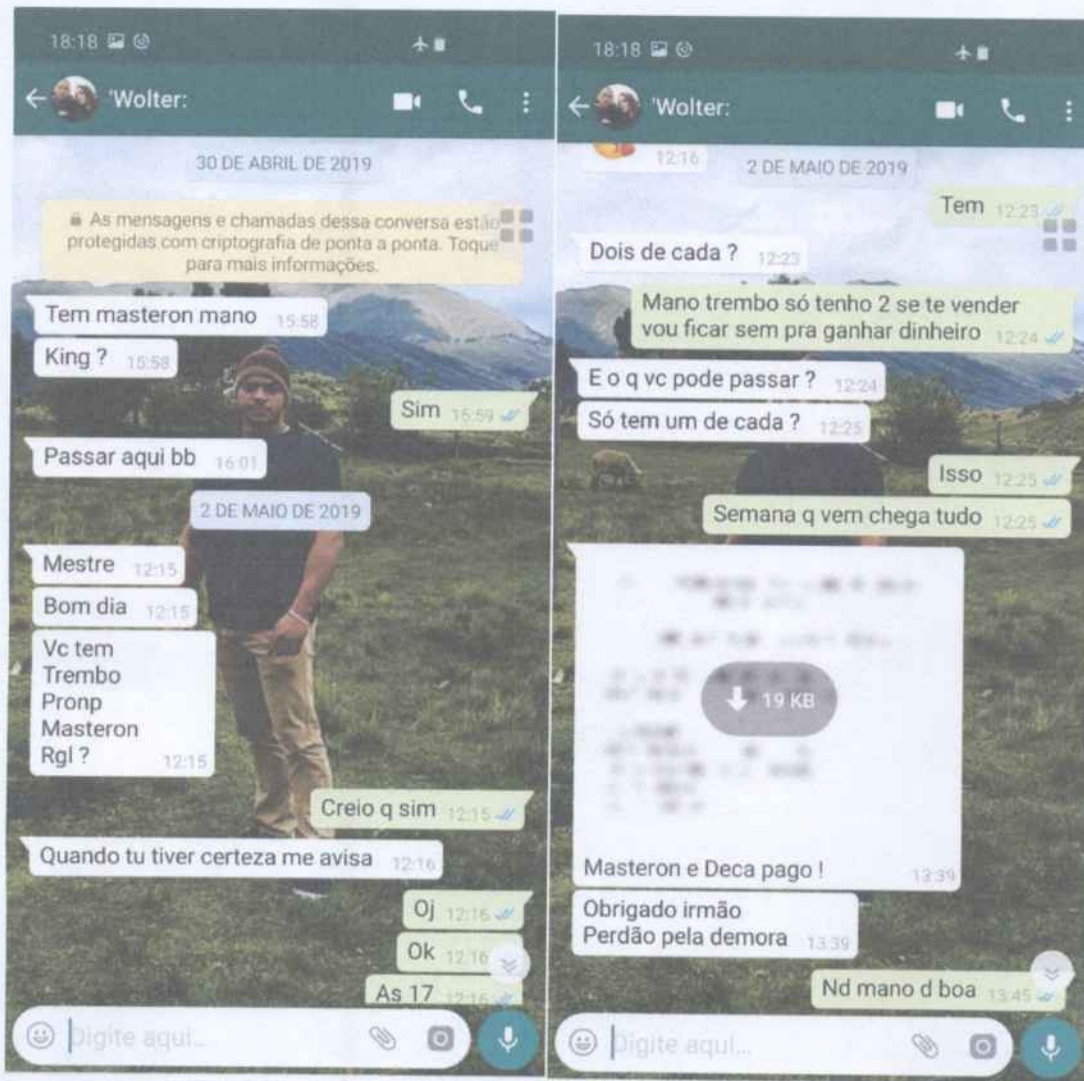 18:18
'Wolter:
30 DE ABRIL DE 2019
As mensagens e chamadas dessa conversa estão
protegidas com criptografia de ponta a ponta. Toque
para mais informações.
Tem masteron mano 15:58
King ? 15:58
Sim 15:59
Passar aqui bb 16:01
2 DE MAIO DE 2019
Mestre 12:15
Bom dia 12:15
Vc tem
Trembo
Pronp
Masteron
Rgl ? 12:15
Creio q sim 12:15
Quando tu tiver certeza me avisa 12:16
Oj 12:16
Ok 12:16
As 17 12:16
Digite aqui...
18:18
'Wolter:
12:16
2 DE MAIO DE 2019
Tem 12:23
Dois de cada ? 12:23
Mano trembo só tenho 2 se te vender
vou ficar sem pra ganhar dinheiro 12:24
E o q vc pode passar ? 12:24
Só tem um de cada ? 12:25
Isso 12:25
Semana q vem chega tudo 12:25
19 KB
Masteron e Deca pago ! 13:39
Obrigado irmão
Perdão pela demora 13:39
Nd mano d boa 13:45
Digite aqui...